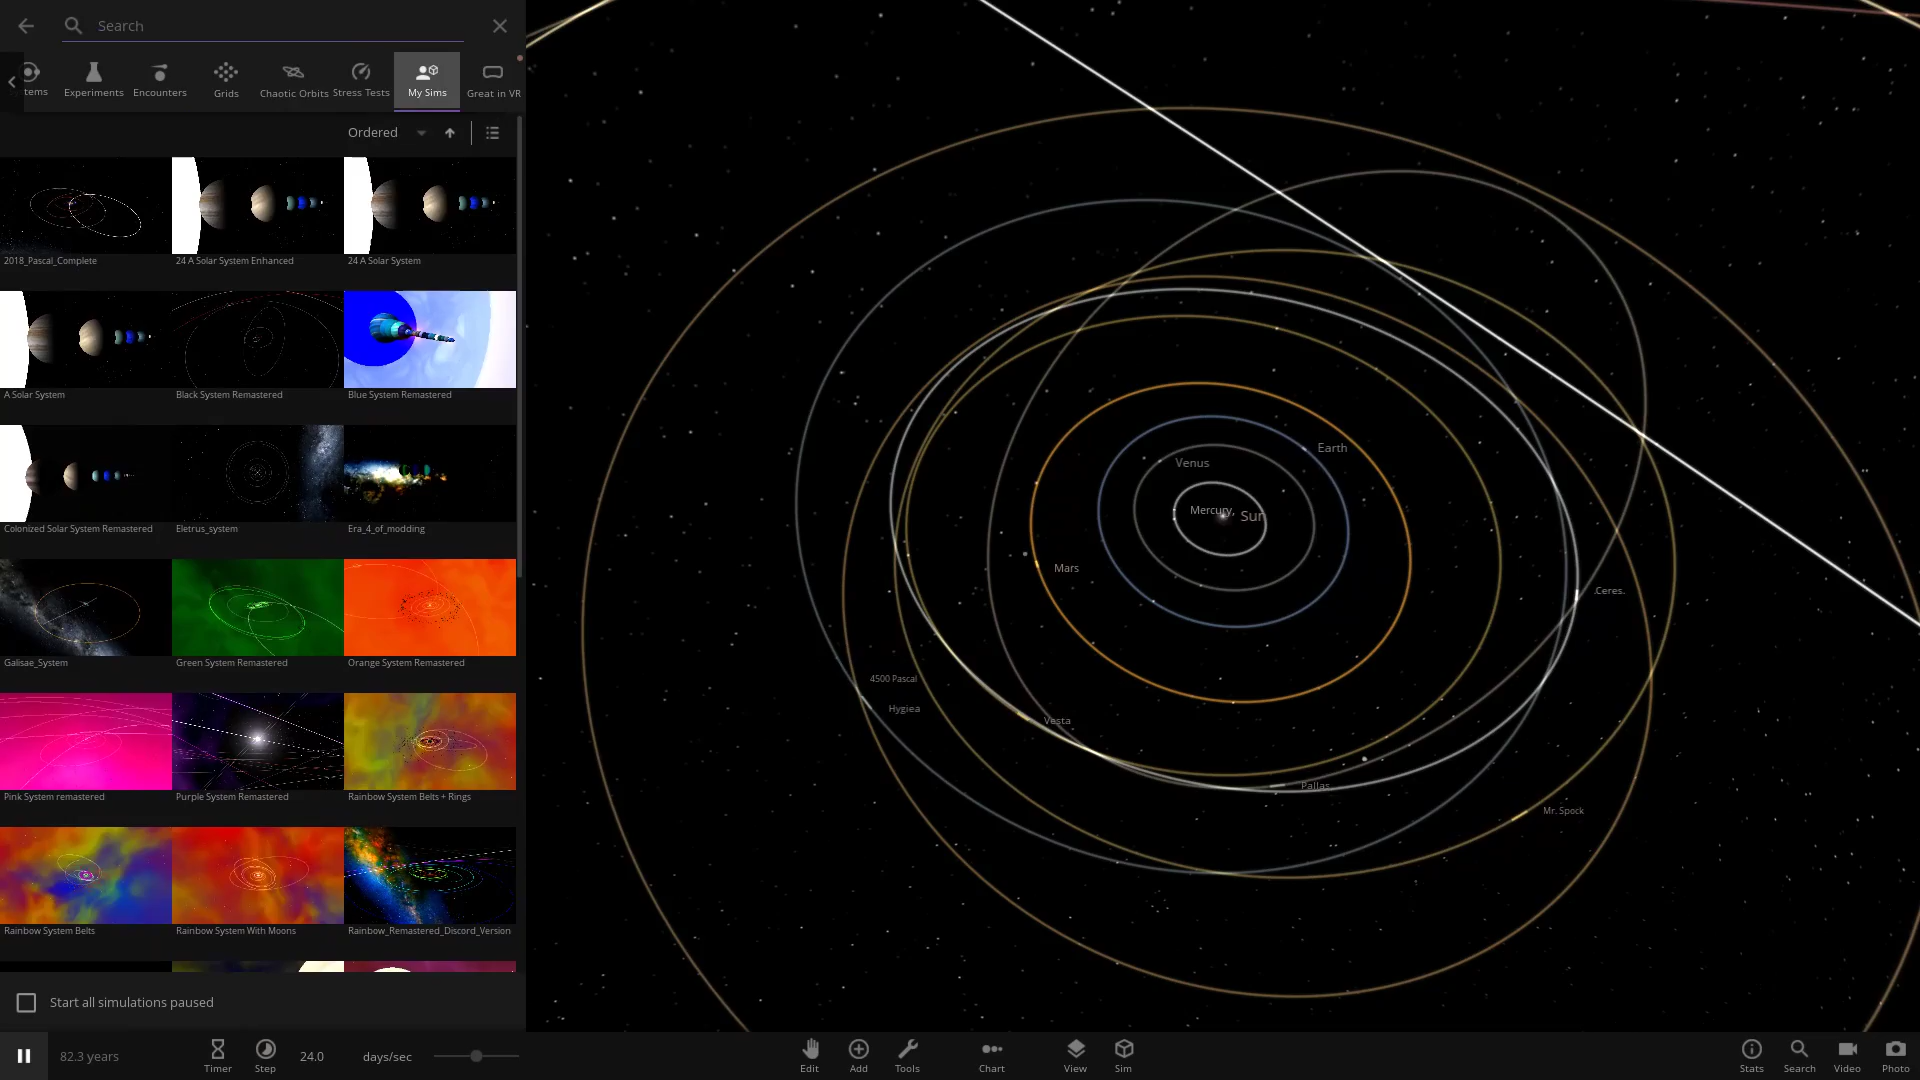 Search
tems
Experiments
Encounters
Grids
Chaotic Orbits
Stress Tests
My Sims
Great in VR
Ordered
2018_Pascal_Complete
24 A Solar System Enhanced
24 A Solar System
A Solar System
Black System Remastered
Blue System Remastered
Colonized Solar System Remastered
Eletrus_system
Era_4_of_modding
Galisae_System
Green System Remastered
Orange System Remastered
Pink System remastered
Purple System Remastered
Rainbow System Belts + Rings
Rainbow System Belts
Rainbow System With Moons
Rainbow_Remastered_Discord_Version
Start all simulations paused
Earth
Venus
Mercury
Sun
Mars
Ceres
4500 Pascal
Hygiea
Vesta
Pallas
Mr. Spock
82.3 years
Timer
Step
24.0
days/sec
Edit
Add
Tools
Chart
View
Sim
Stats
Search
Video
Photo